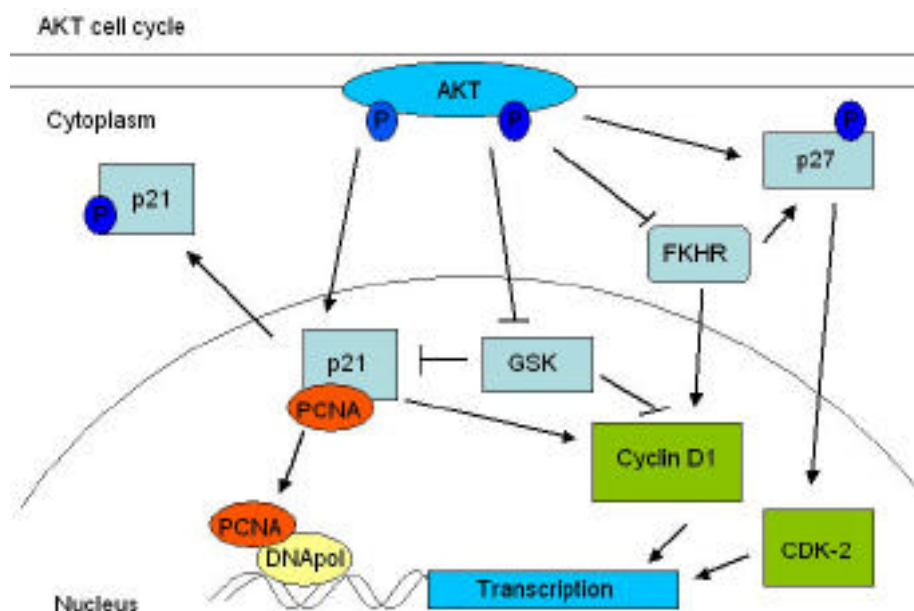 AKT cell cycle
AKT
P
P
P
Cytoplasm
p27
p21
P
FKHR
p21
GSK
PCNA
Cyclin D1
PCNA
DNApol
CDK-2
Transcription
Nucleus